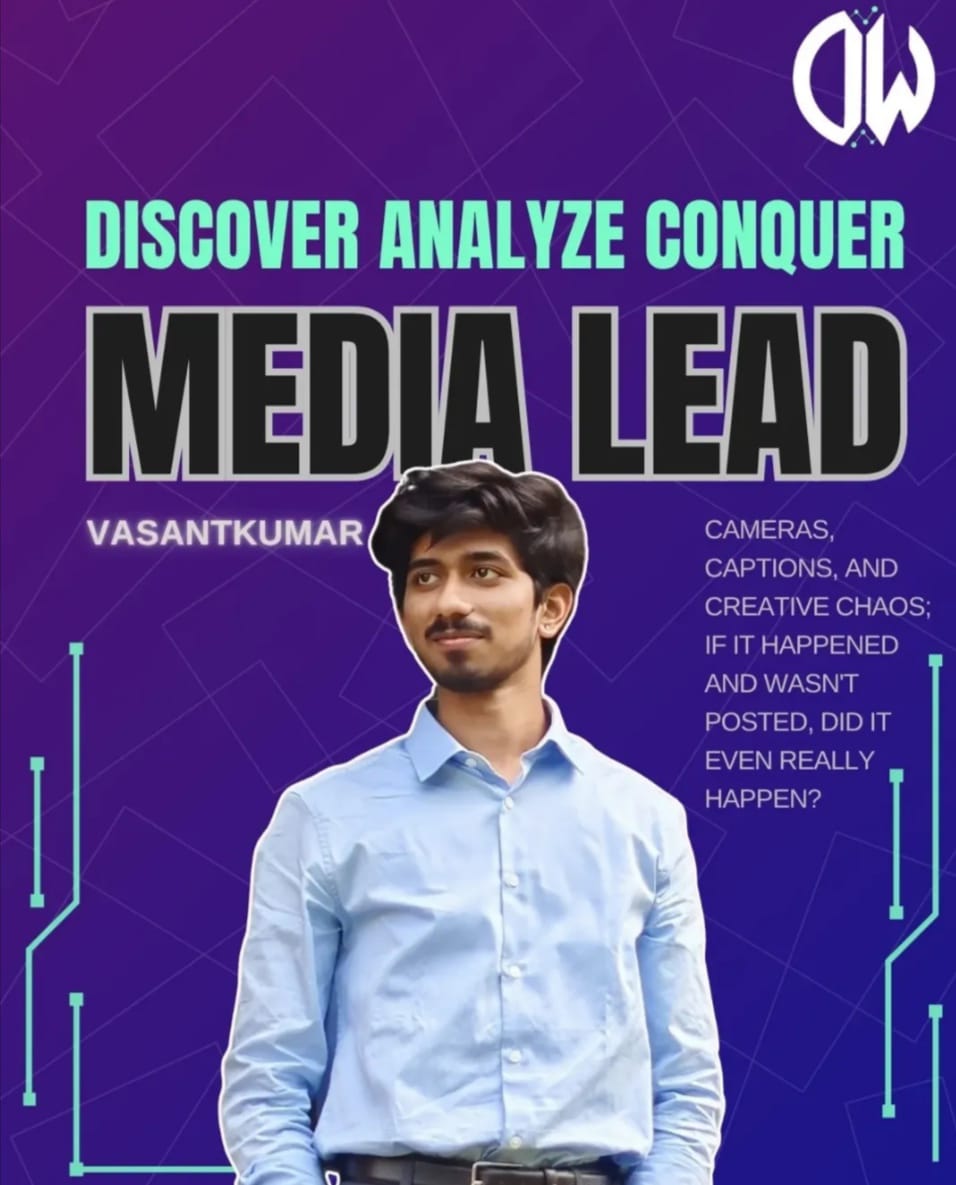 DW
DISCOVER ANALYZE CONQUER
MEDIA LEAD
VASANTKUMAR
CAMERAS,
CAPTIONS, AND
CREATIVE CHAOS;
IF IT HAPPENED
AND WASN'T
POSTED, DID IT
EVEN REALLY
HAPPEN?